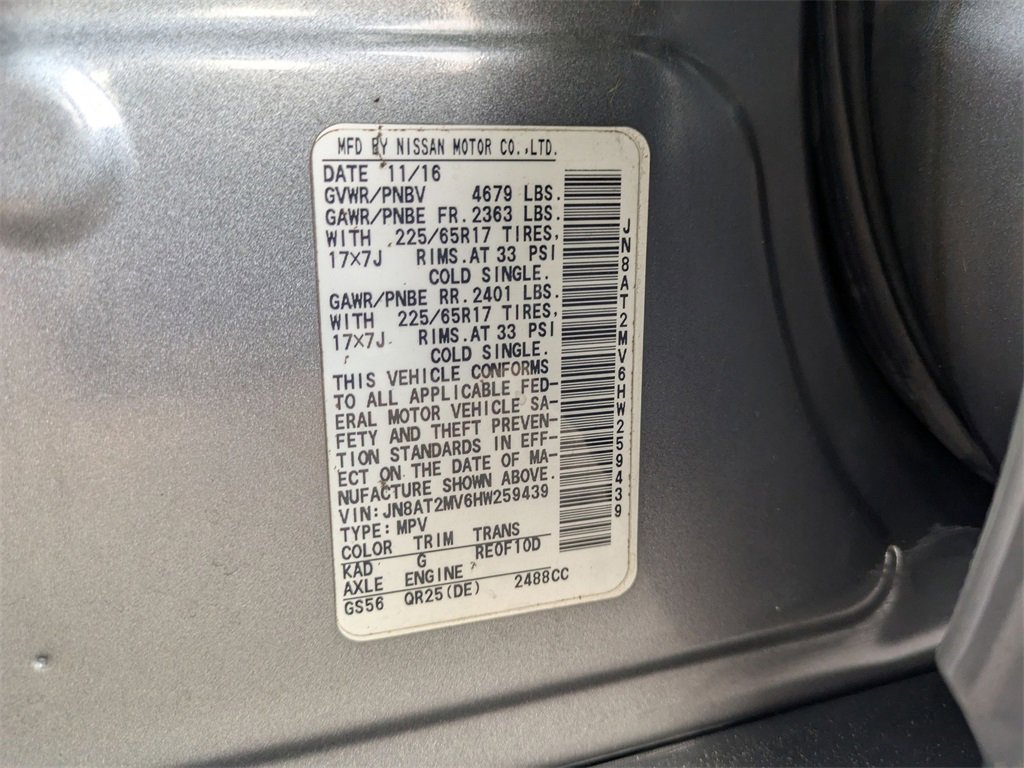 MFD BY NISSAN MOTOR CO.,LTD.
DATE 11/16
GVWR/PNBV 4679 LBS.
GAWR/PNBE FR. 2363 LBS.
WITH 225/65R17 TIRES,
17×7J RIMS. AT 33 PSI
COLD SINGLE.
GAWR/PNBE RR. 2401 LBS.
WITH 225/65R17 TIRES,
17×7J RIMS. AT 33 PSI
COLD SINGLE.
THIS VEHICLE CONFORMS
TO ALL APPLICABLE FED-
ERAL MOTOR VEHICLE SA-
FETY AND THEFT PREVEN-
TION STANDARDS IN EFF-
ECT ON THE DATE OF MA-
NUFACTURE SHOWN ABOVE.
VIN: JN8AT2MV6HW259439
TYPE: MPV
COLOR TRIM TRANS
KAD G RE0F10D
AXLE ENGINE
GS56 QR25(DE) 2488CC
JN8AT2MV6HW259439